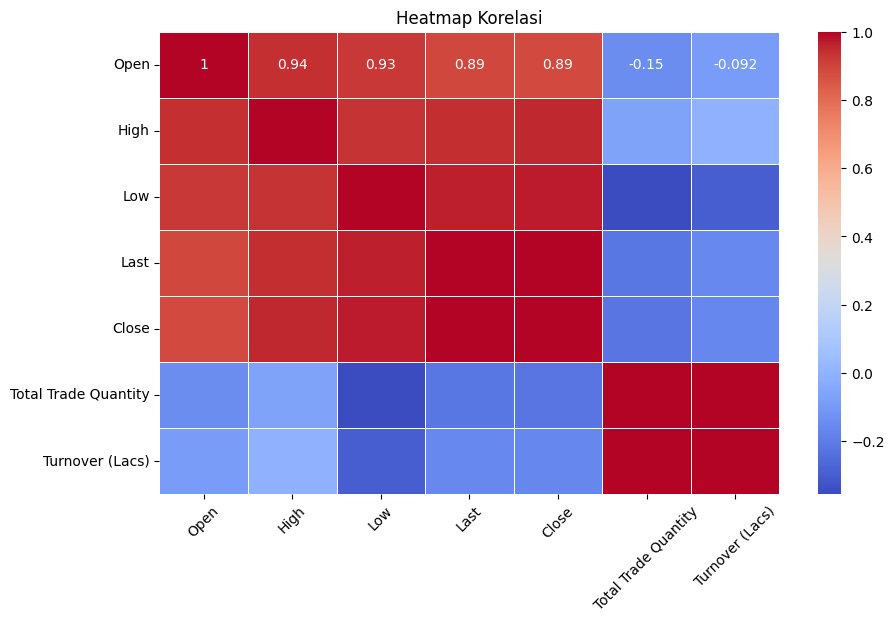 Heatmap Korelasi
Open
1 0.94 0.93 0.89 0.89 -0.15 -0.092
High
Low
Last
Close
Total Trade Quantity
Turnover (Lacs)
Open High Low Last Close Total Trade Quantity Turnover (Lacs)
1.0
0.8
0.6
0.4
0.2
0.0
−0.2